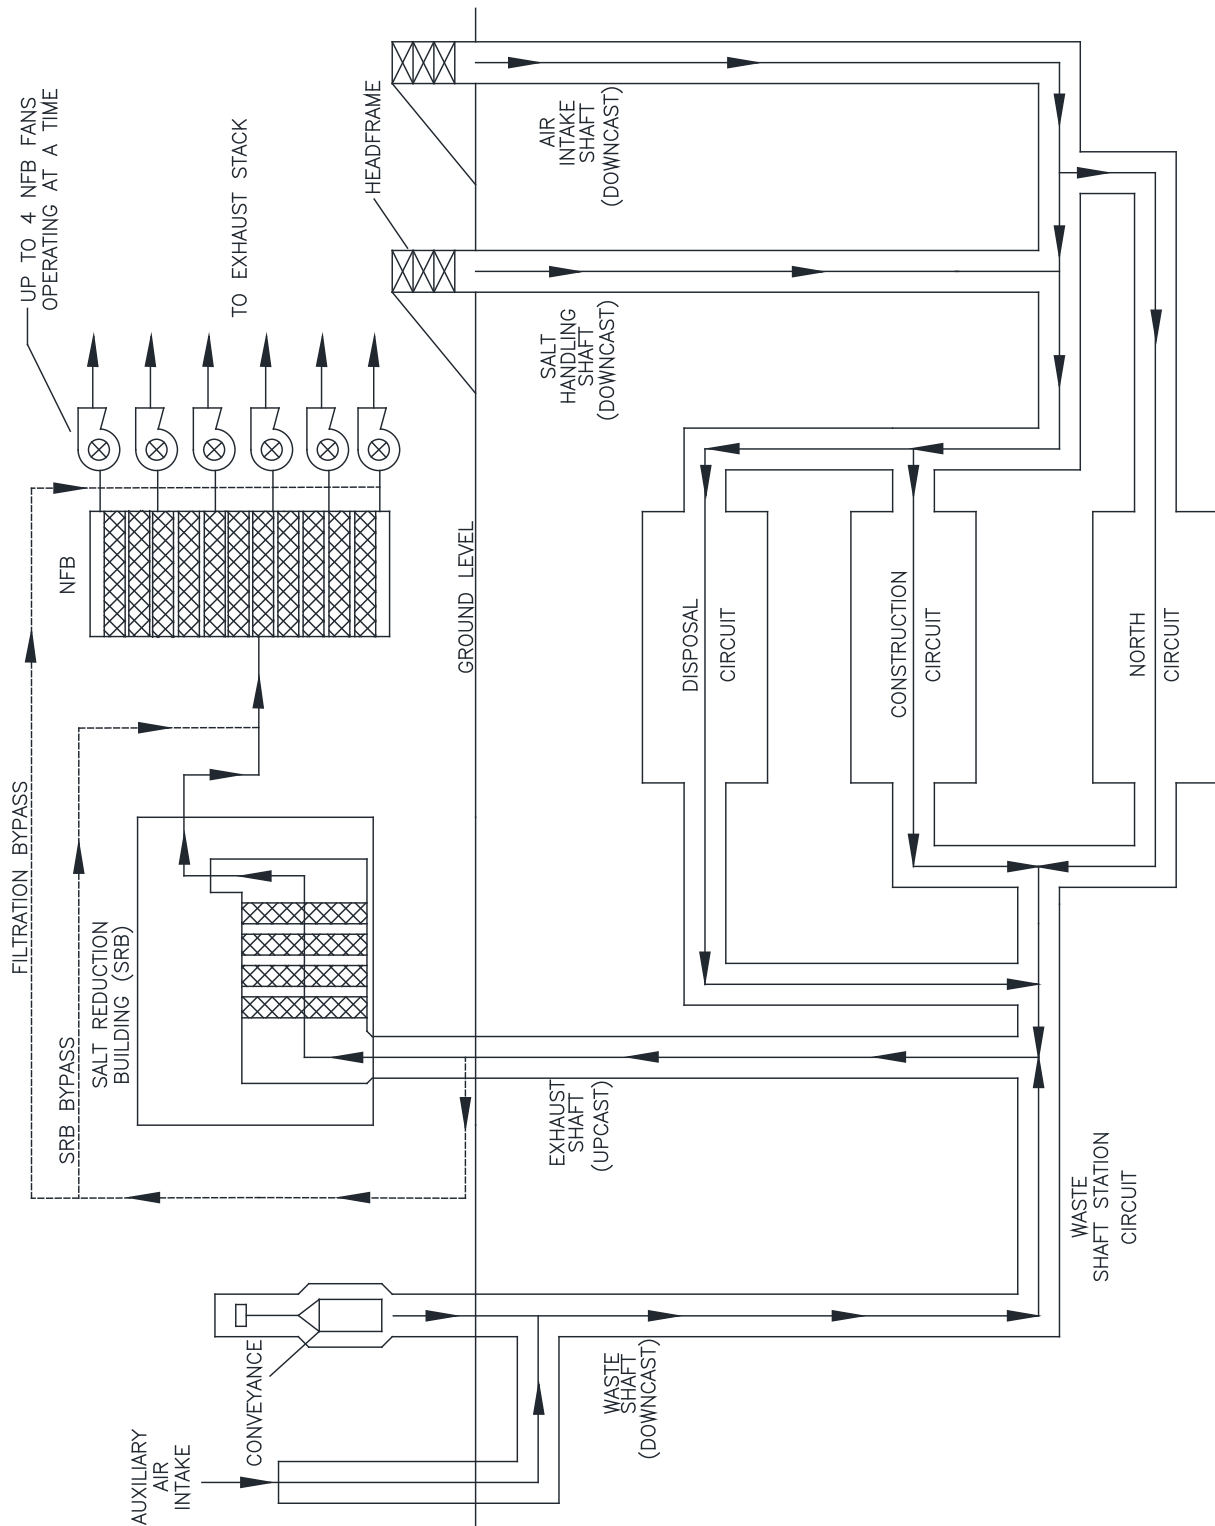 UP TO 4 NFB FANS
OPERATING AT A TIME
TO EXHAUST STACK
HEADFRAME
AIR
INTAKE
SHAFT
(DOWNCAST)
SALT
HANDLING
SHAFT
(DOWNCAST)
NFB
GROUND LEVEL
DISPOSAL
CIRCUIT
CONSTRUCTION
CIRCUIT
NORTH
CIRCUIT
FILTRATION BYPASS
SRB BYPASS
SALT REDUCTION
BUILDING (SRB)
EXHAUST
SHAFT
(UPCAST)
WASTE
SHAFT STATION
CIRCUIT
AUXILIARY
AIR
INTAKE
CONVEYANCE
WASTE
SHAFT
(DOWNCAST)